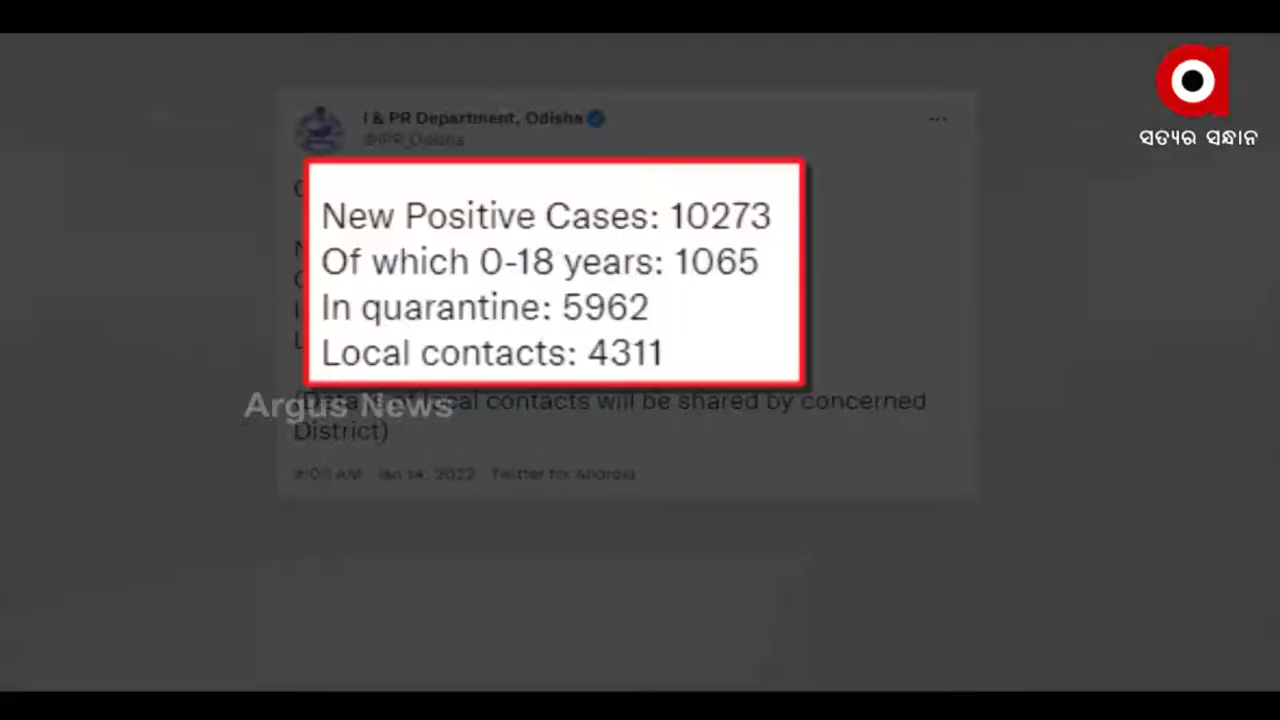 ସତ୍ୟର ସନ୍ଧାନ
I & PR Department, Odisha
@IPR_Odisha
New Positive Cases: 10273
Of which 0-18 years: 1065
In quarantine: 5962
Local contacts: 4311
local contacts will be shared by concerned
District)
Argus News
Jan 14, 2022 Twitter for Android